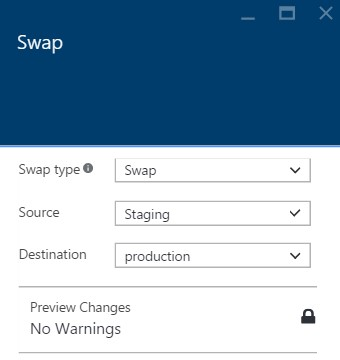 Swap
Swap type Swap
Source Staging
Destination production
Preview Changes
No Warnings